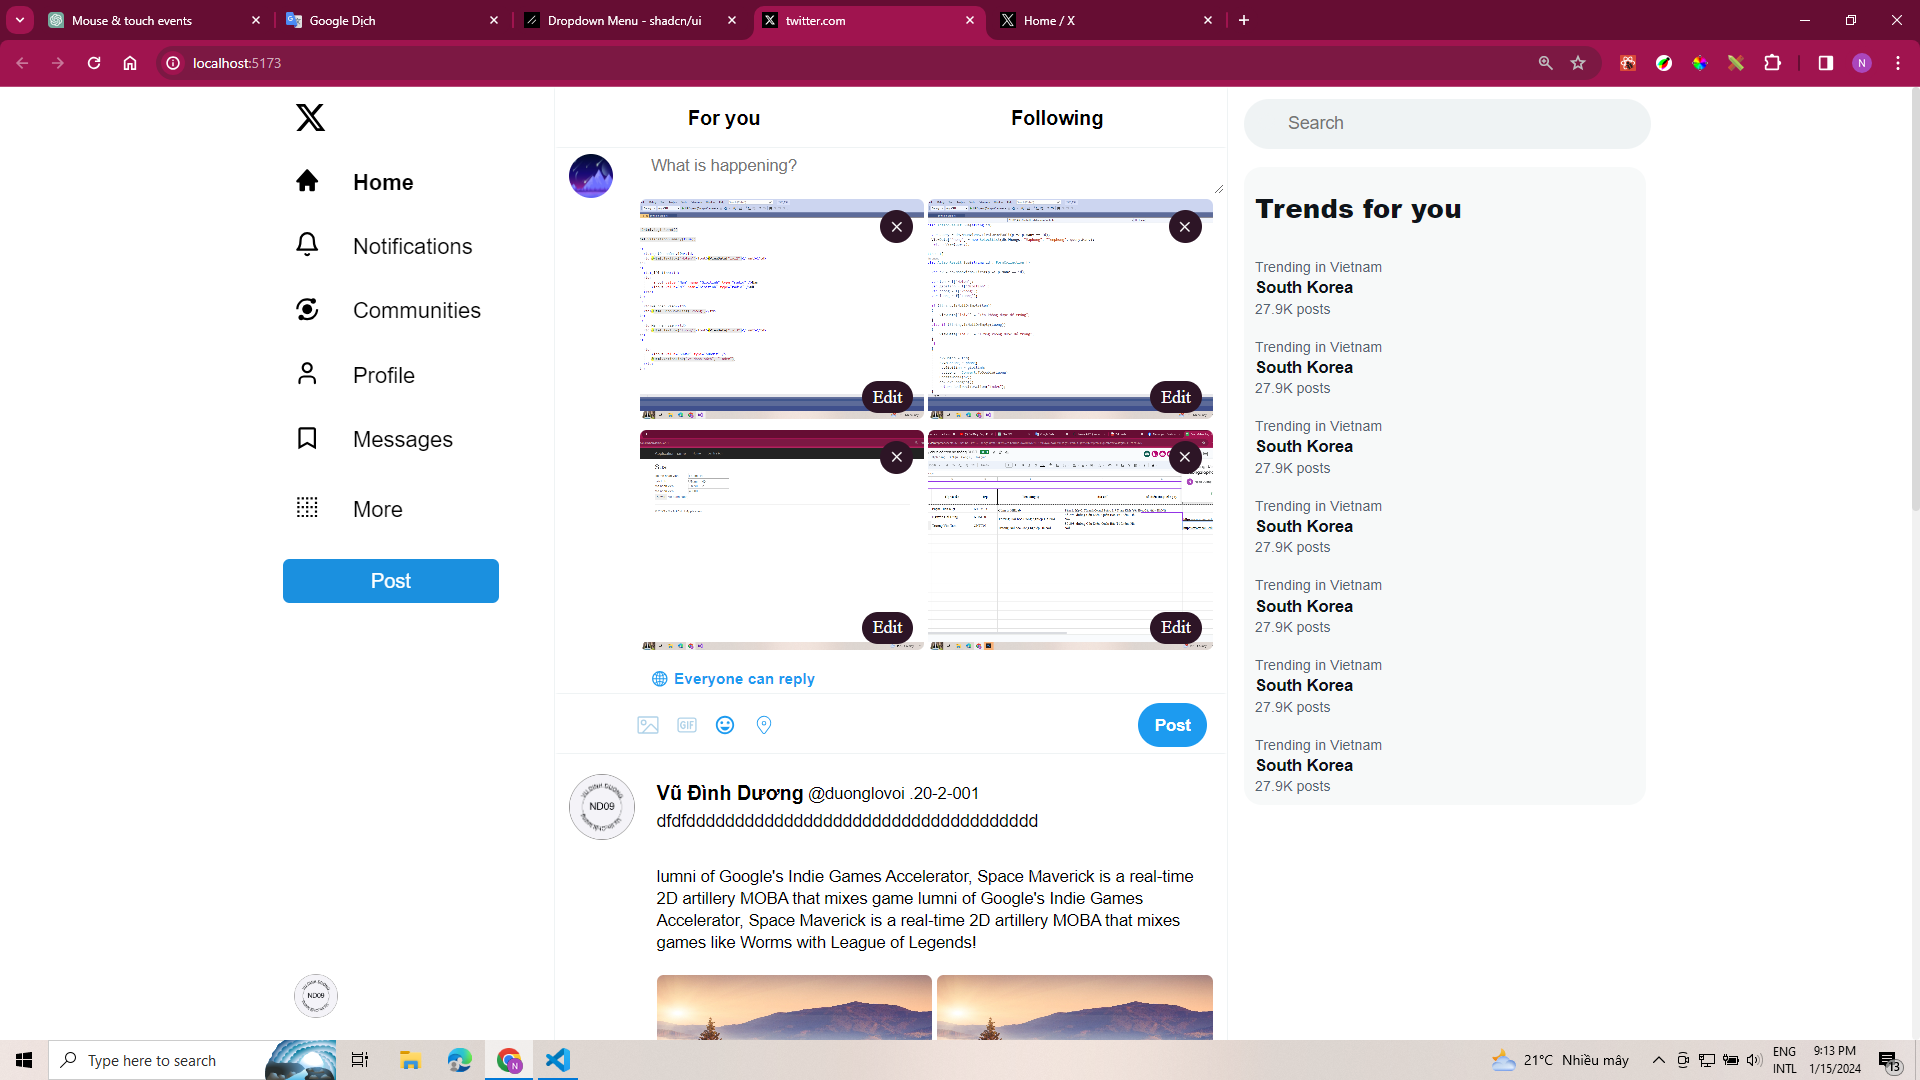 Mouse & touch events
Google Dịch
Dropdown Menu - shadcn/ui
twitter.com
Home / X
localhost:5173
N
Home
Notifications
Communities
Profile
Messages
More
Post
ND09
For you
Following
What is happening?
Edit
Edit
Edit
Edit
Everyone can reply
GIF
Post
VŨ ĐÌNH DƯƠNG
ND09
Vũ Đình Dương @duonglovoi .20-2-001
dfdfdddddddddddddddddddddddddddddddddddd
lumni of Google's Indie Games Accelerator, Space Maverick is a real-time
2D artillery MOBA that mixes game lumni of Google's Indie Games
Accelerator, Space Maverick is a real-time 2D artillery MOBA that mixes
games like Worms with League of Legends!
Search
Trends for you
Trending in Vietnam
South Korea
27.9K posts
Trending in Vietnam
South Korea
27.9K posts
Trending in Vietnam
South Korea
27.9K posts
Trending in Vietnam
South Korea
27.9K posts
Trending in Vietnam
South Korea
27.9K posts
Trending in Vietnam
South Korea
27.9K posts
Trending in Vietnam
South Korea
27.9K posts
Type here to search
21°C Nhiều mây
ENG
INTL
9:13 PM
1/15/2024
13